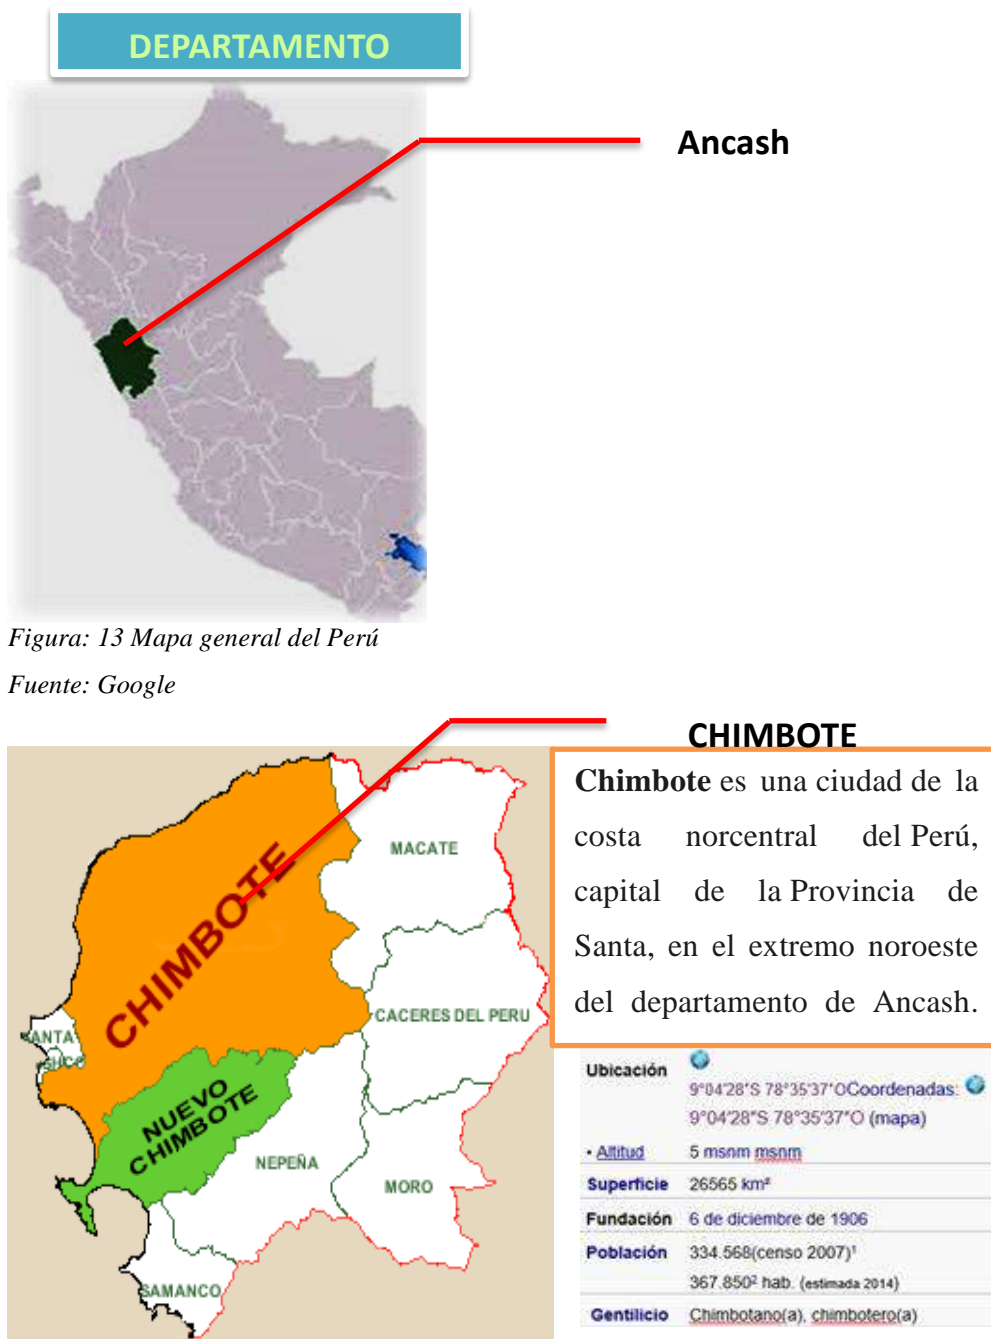 DEPARTAMENTO
Ancash
Figura: 13 Mapa general del Perú
Fuente: Google
CHIMBOTE
Chimbote es una ciudad de la
costa norcentral del Perú,
capital de la Provincia de
Santa, en el extremo noroeste
del departamento de Ancash.
MACATE
CHIMBOTE
CACERES DEL PERU
SANTA
NUEVO
CHIMBOTE
NEPEÑA
MORO
SAMANCO
Ubicación
9°04'28"S 78°35'37"OCoordenadas:
9°04'28"S 78°35'37"O (mapa)
• Altitud 5 msnm msnm
Superficie 26565 km²
Fundación 6 de diciembre de 1906
Población 334.568(censo 2007)¹
367.850² hab. (estimada 2014)
Gentilicio Chimbotano(a), chimbotero(a)